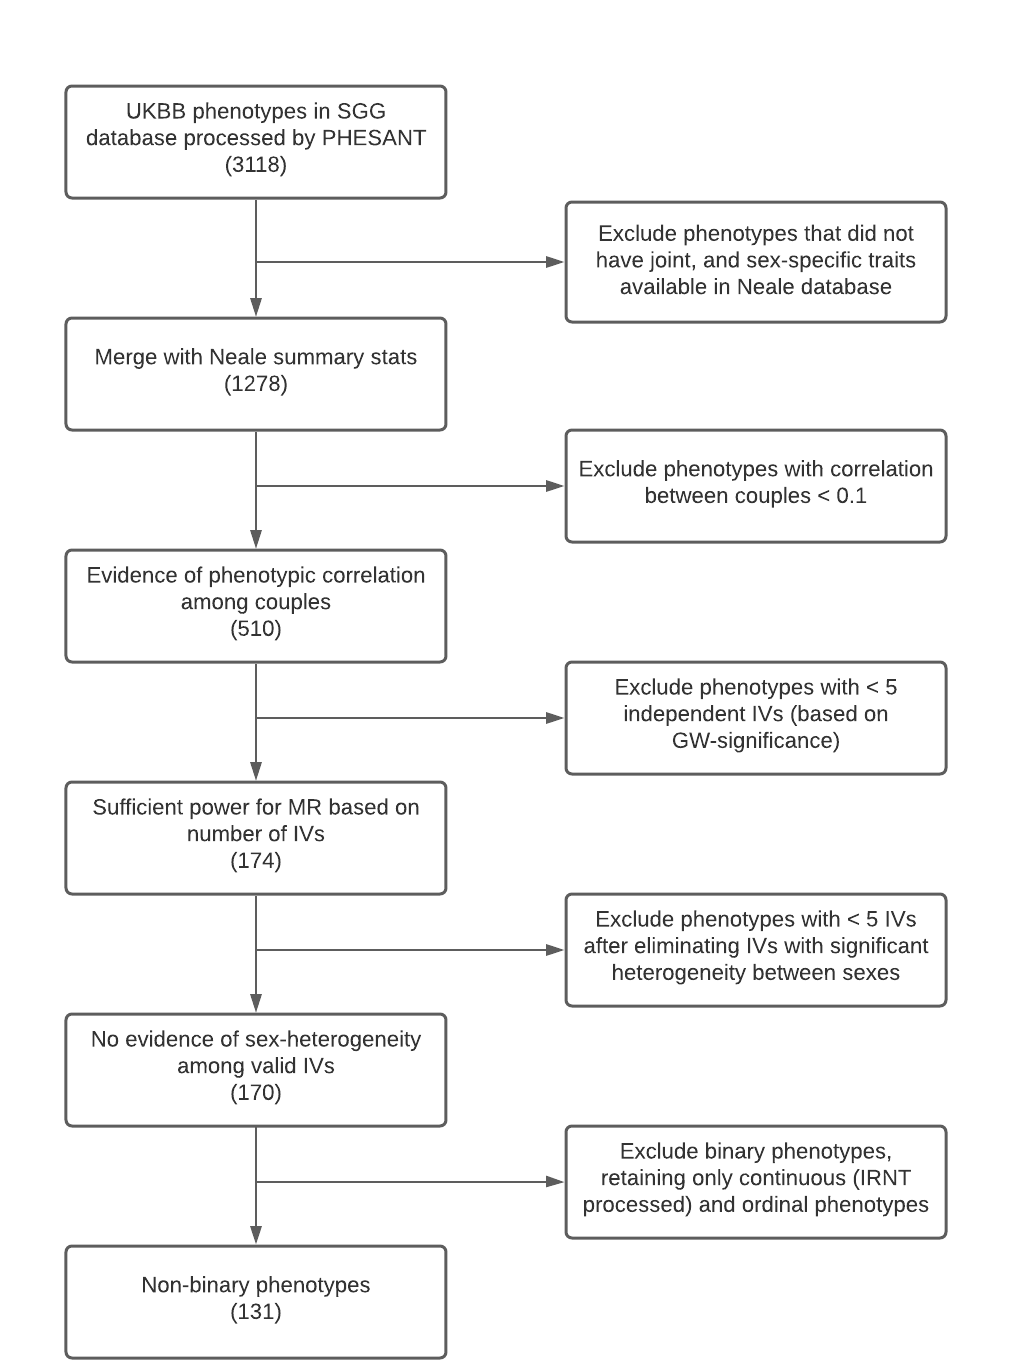 UKBB phenotypes in SGG
database processed by PHESANT
(3118)
Exclude phenotypes that did not
have joint, and sex-specific traits
available in Neale database
Merge with Neale summary stats
(1278)
Exclude phenotypes with correlation
between couples < 0.1
Evidence of phenotypic correlation
among couples
(510)
Exclude phenotypes with < 5
independent IVs (based on
GW-significance)
Sufficient power for MR based on
number of IVs
(174)
Exclude phenotypes with < 5 IVs
after eliminating IVs with significant
heterogeneity between sexes
No evidence of sex-heterogeneity
among valid IVs
(170)
Exclude binary phenotypes,
retaining only continuous (IRNT
processed) and ordinal phenotypes
Non-binary phenotypes
(131)